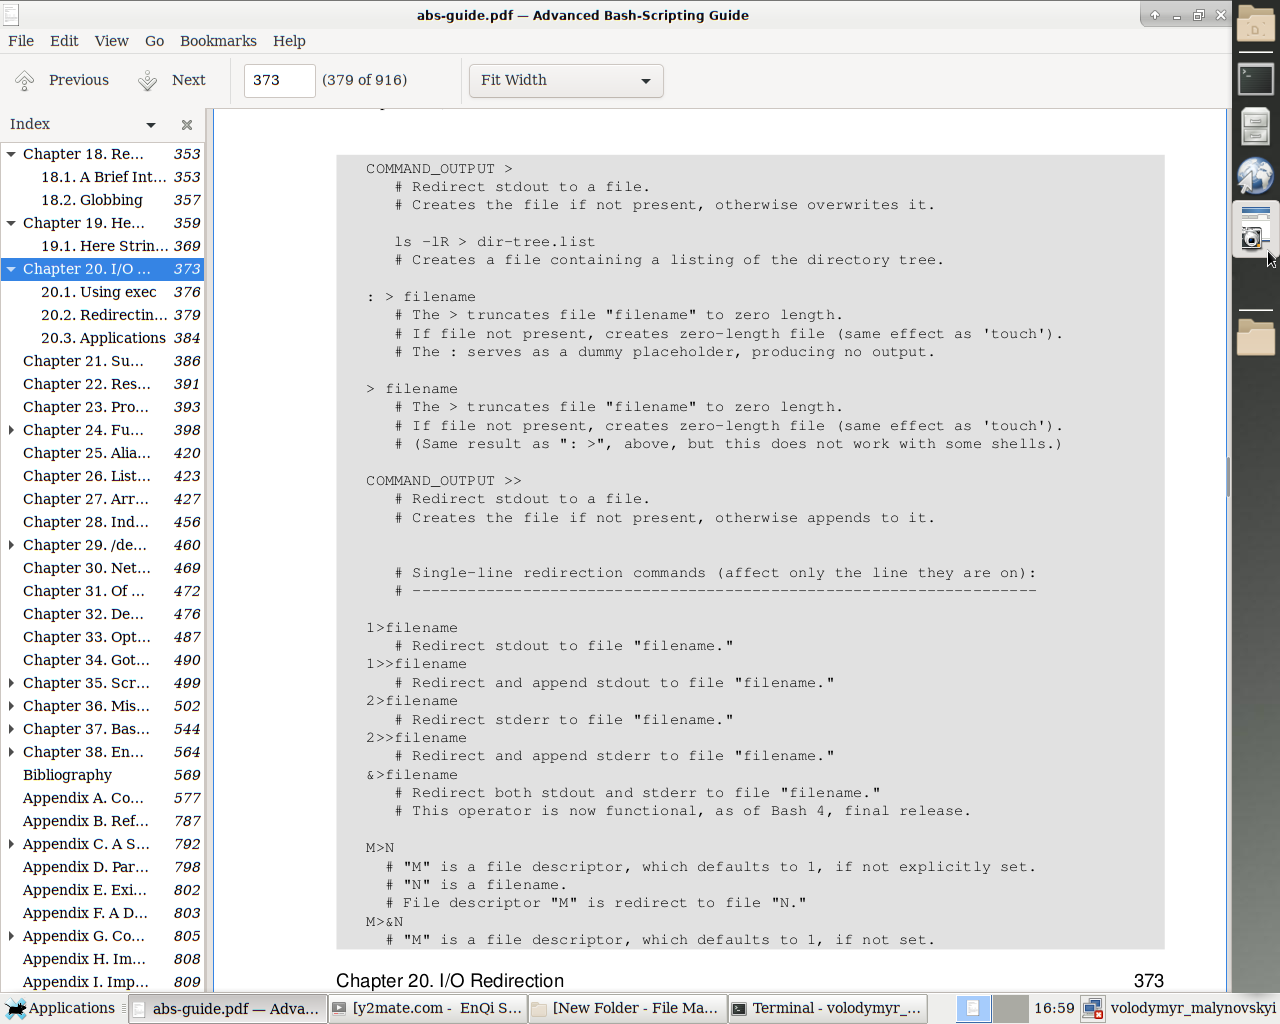 abs-guide.pdf — Advanced Bash-Scripting Guide
File Edit View Go Bookmarks Help
Previous Next 373 (379 of 916) Fit Width
Index
Chapter 18. Re... 353
18.1. A Brief Int... 353
18.2. Globbing 357
Chapter 19. He... 359
19.1. Here Strin... 369
Chapter 20. I/O ... 373
20.1. Using exec 376
20.2. Redirectin... 379
20.3. Applications 384
Chapter 21. Su... 386
Chapter 22. Res... 391
Chapter 23. Pro... 393
Chapter 24. Fu... 398
Chapter 25. Alia... 420
Chapter 26. List... 423
Chapter 27. Arr... 427
Chapter 28. Ind... 456
Chapter 29. /de... 460
Chapter 30. Net... 469
Chapter 31. Of ... 472
Chapter 32. De... 476
Chapter 33. Opt... 487
Chapter 34. Got... 490
Chapter 35. Scr... 499
Chapter 36. Mis... 502
Chapter 37. Bas... 544
Chapter 38. En... 564
Bibliography 569
Appendix A. Co... 577
Appendix B. Ref... 787
Appendix C. A S... 792
Appendix D. Par... 798
Appendix E. Exi... 802
Appendix F. A D... 803
Appendix G. Co... 805
Appendix H. Im... 808
Appendix I. Imp... 809
COMMAND_OUTPUT >
# Redirect stdout to a file.
# Creates the file if not present, otherwise overwrites it.
ls -lR > dir-tree.list
# Creates a file containing a listing of the directory tree.
: > filename
# The > truncates file "filename" to zero length.
# If file not present, creates zero-length file (same effect as 'touch').
# The : serves as a dummy placeholder, producing no output.
> filename
# The > truncates file "filename" to zero length.
# If file not present, creates zero-length file (same effect as 'touch').
# (Same result as ": >", above, but this does not work with some shells.)
COMMAND_OUTPUT >>
# Redirect stdout to a file.
# Creates the file if not present, otherwise appends to it.
# Single-line redirection commands (affect only the line they are on):
# --------------------------------------------------------------------
1>filename
# Redirect stdout to file "filename."
1>>filename
# Redirect and append stdout to file "filename."
2>filename
# Redirect stderr to file "filename."
2>>filename
# Redirect and append stderr to file "filename."
&>filename
# Redirect both stdout and stderr to file "filename."
# This operator is now functional, as of Bash 4, final release.
M>N
# "M" is a file descriptor, which defaults to 1, if not explicitly set.
# "N" is a filename.
# File descriptor "M" is redirect to file "N."
M>&N
# "M" is a file descriptor, which defaults to 1, if not set.
Chapter 20. I/O Redirection 373
Applications abs-guide.pdf — Adva... [y2mate.com - EnQi S... [New Folder - File Ma... Terminal - volodymyr_... 16:59 volodymyr_malynovskyi